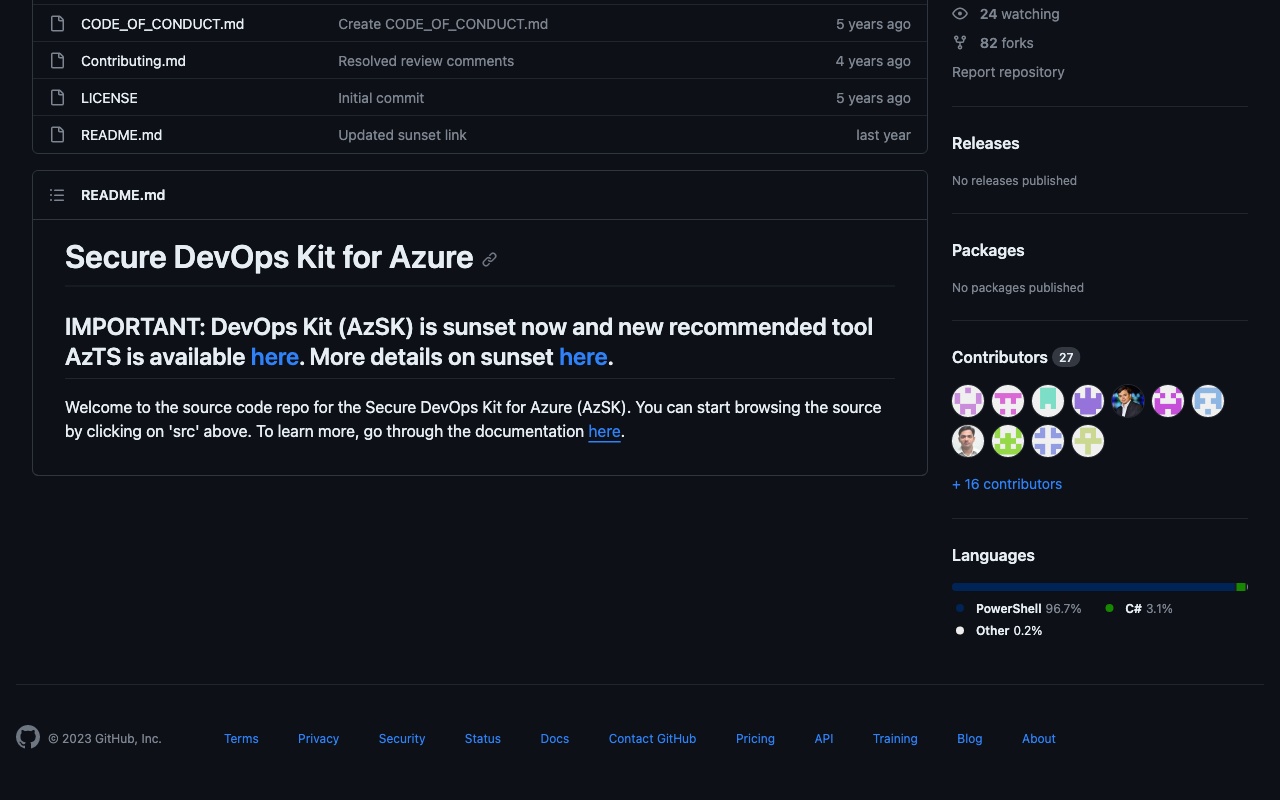 CODE_OF_CONDUCT.md Create CODE_OF_CONDUCT.md 5 years ago
Contributing.md Resolved review comments 4 years ago
LICENSE Initial commit 5 years ago
README.md Updated sunset link last year
README.md
Secure DevOps Kit for Azure
IMPORTANT: DevOps Kit (AzSK) is sunset now and new recommended tool
AzTS is available here. More details on sunset here.
Welcome to the source code repo for the Secure DevOps Kit for Azure (AzSK). You can start browsing the source
by clicking on 'src' above. To learn more, go through the documentation here.
24 watching
82 forks
Report repository
Releases
No releases published
Packages
No packages published
Contributors 27
+ 16 contributors
Languages
PowerShell 96.7% C# 3.1%
Other 0.2%
© 2023 GitHub, Inc. Terms Privacy Security Status Docs Contact GitHub Pricing API Training Blog About